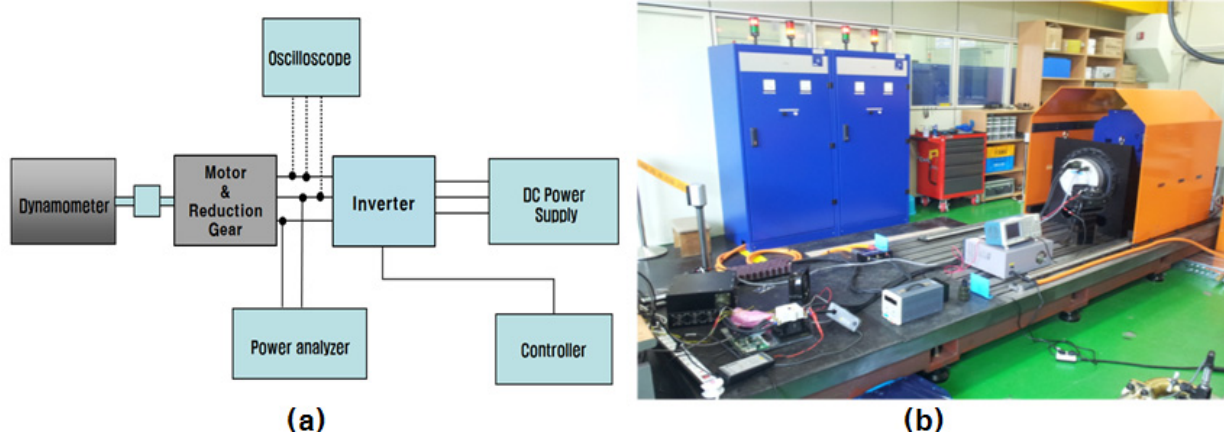 Oscilloscope
Dynamometer
Motor
&
Reduction
Gear
Inverter
DC Power
Supply
Power analyzer
Controller
(a)
(b)